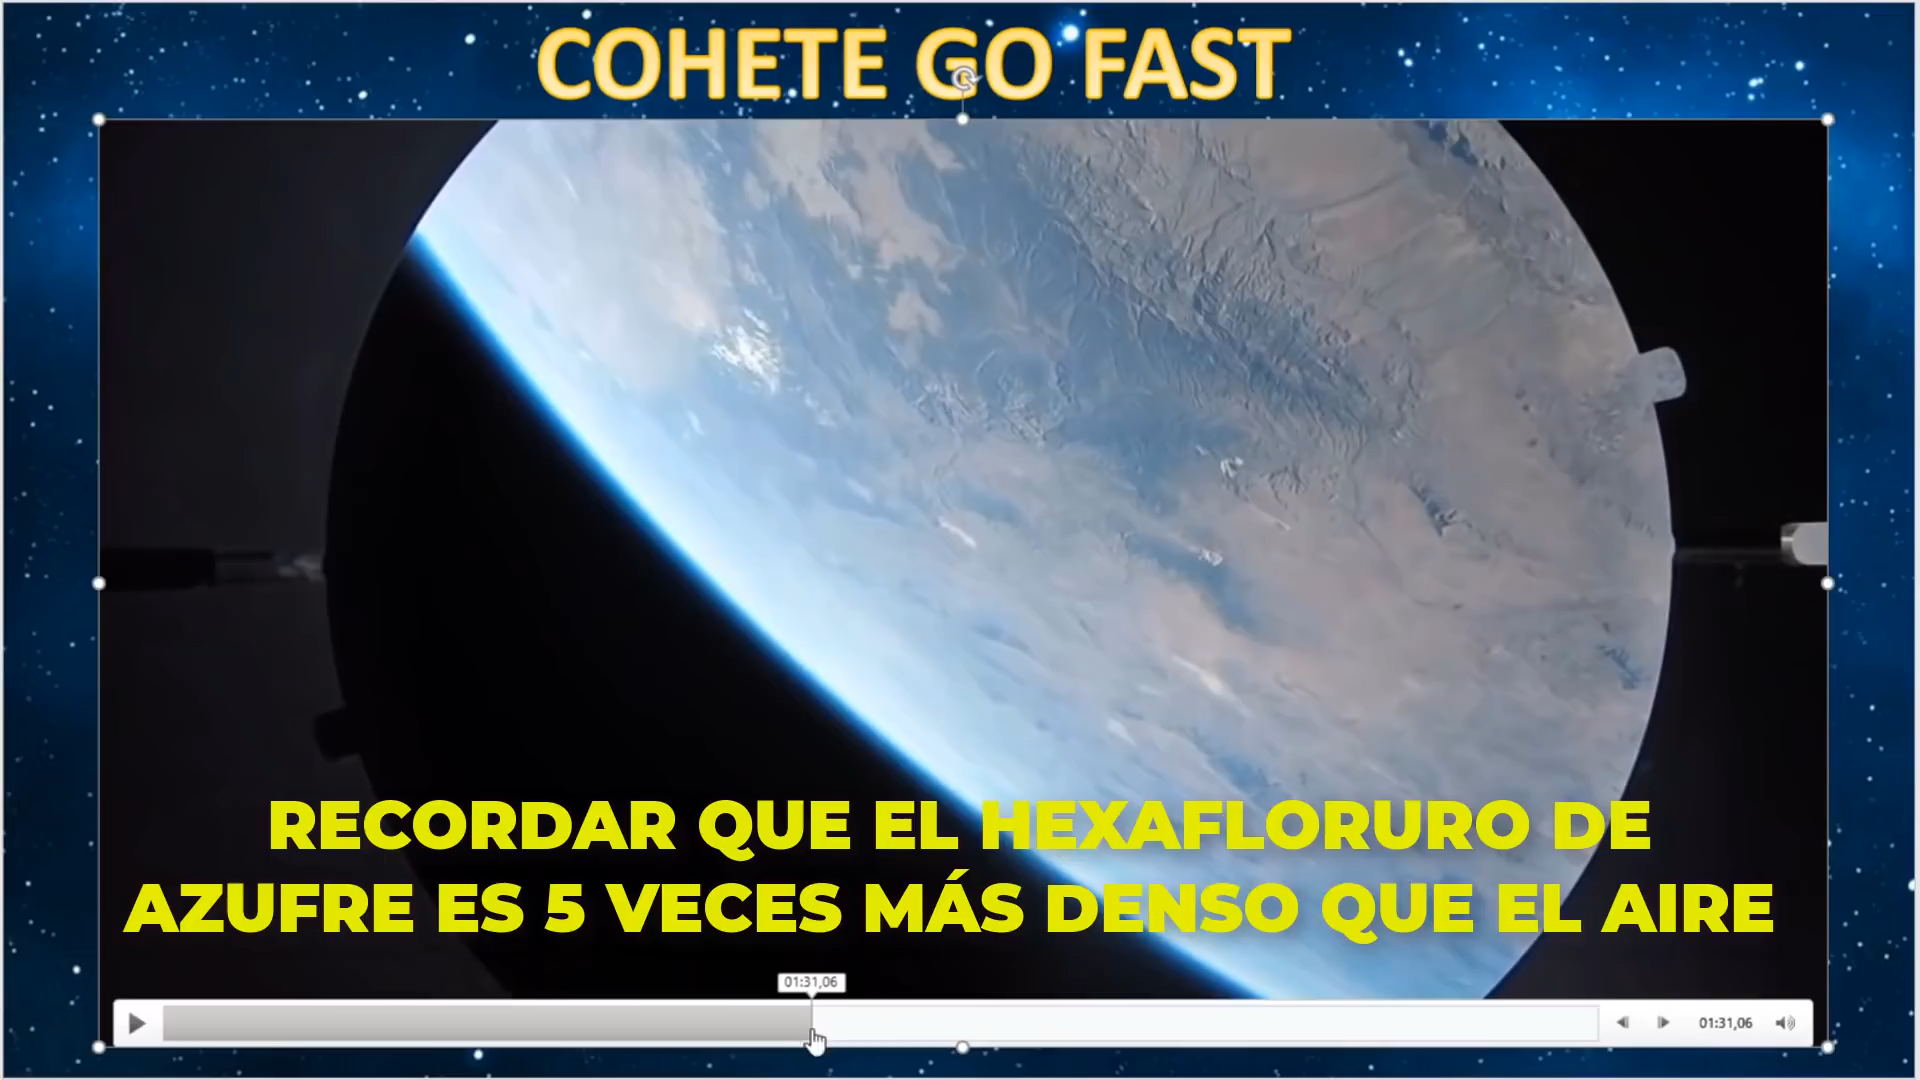 COHETE GO FAST
RECORDAR QUE EL HEXAFLORURO DE
AZUFRE ES 5 VECES MÁS DENSO QUE EL AIRE
01:31,06
01:31,06